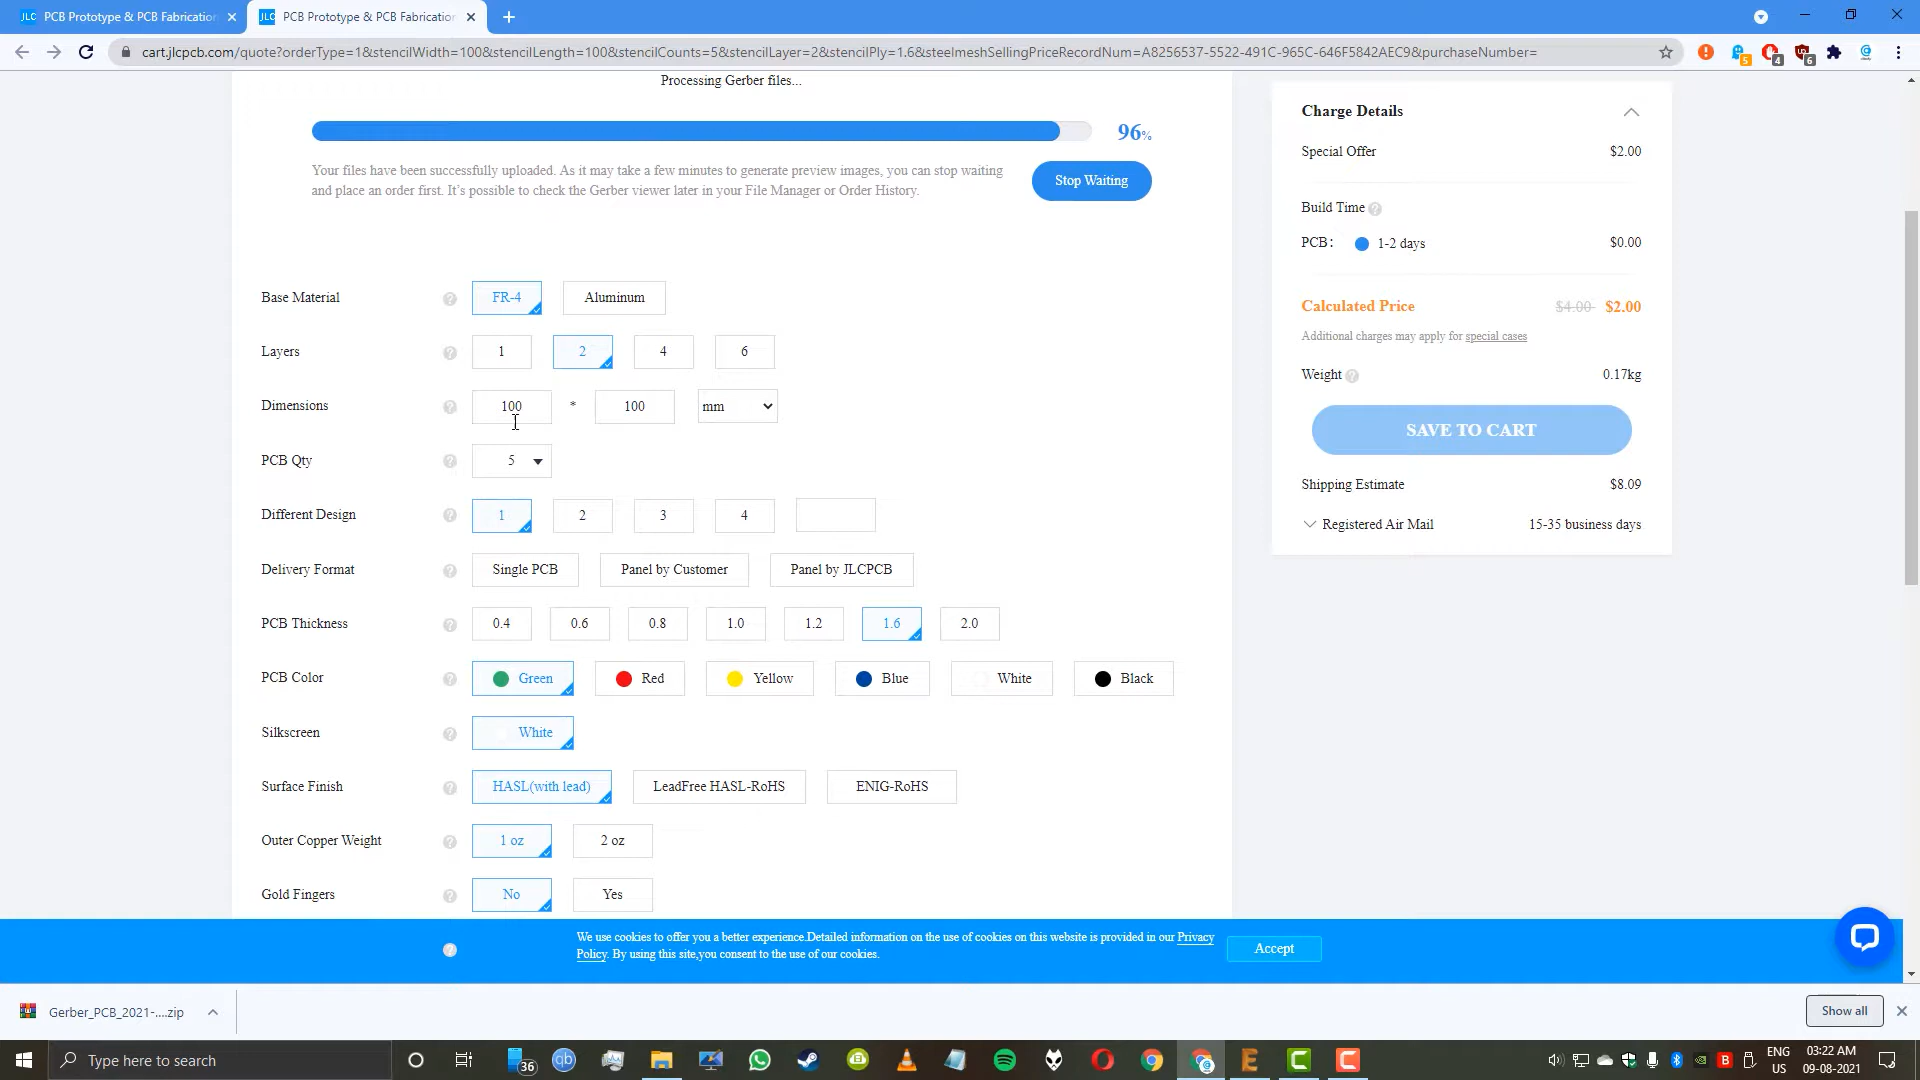 JLC PCB Prototype & PCB Fabrication
JLC PCB Prototype & PCB Fabrication
cart.jlcpcb.com/quote?orderType=1&stencilWidth=100&stencilLength=100&stencilCounts=5&stencilLayer=2&stencilPly=1.6&steelmeshSellingPriceRecordNum=A8256537-5522-491C-965C-646F5842AEC9&purchaseNumber=
5
4
6
Processing Gerber files...
96%
Your files have been successfully uploaded. As it may take a few minutes to generate preview images, you can stop waiting
and place an order first. It's possible to check the Gerber viewer later in your File Manager or Order History.
Stop Waiting
Base Material ? FR-4 Aluminum
Layers ? 1 2 4 6
Dimensions ? 100 * 100 mm
PCB Qty ? 5
Different Design ? 1 2 3 4
Delivery Format ? Single PCB Panel by Customer Panel by JLCPCB
PCB Thickness ? 0.4 0.6 0.8 1.0 1.2 1.6 2.0
PCB Color ? Green Red Yellow Blue White Black
Silkscreen ? White
Surface Finish ? HASL(with lead) LeadFree HASL-RoHS ENIG-RoHS
Outer Copper Weight ? 1 oz 2 oz
Gold Fingers ? No Yes
Charge Details
Special Offer $2.00
Build Time ?
PCB: 1-2 days $0.00
Calculated Price $4.00 $2.00
Additional charges may apply for special cases
Weight ? 0.17kg
SAVE TO CART
Shipping Estimate $8.09
Registered Air Mail 15-35 business days
?
We use cookies to offer you a better experience.Detailed information on the use of cookies on this website is provided in our Privacy
Policy. By using this site,you consent to the use of our cookies.
Accept
Gerber_PCB_2021-....zip
Show all
Type here to search
36
qb
ENG
US
03:22 AM
09-08-2021